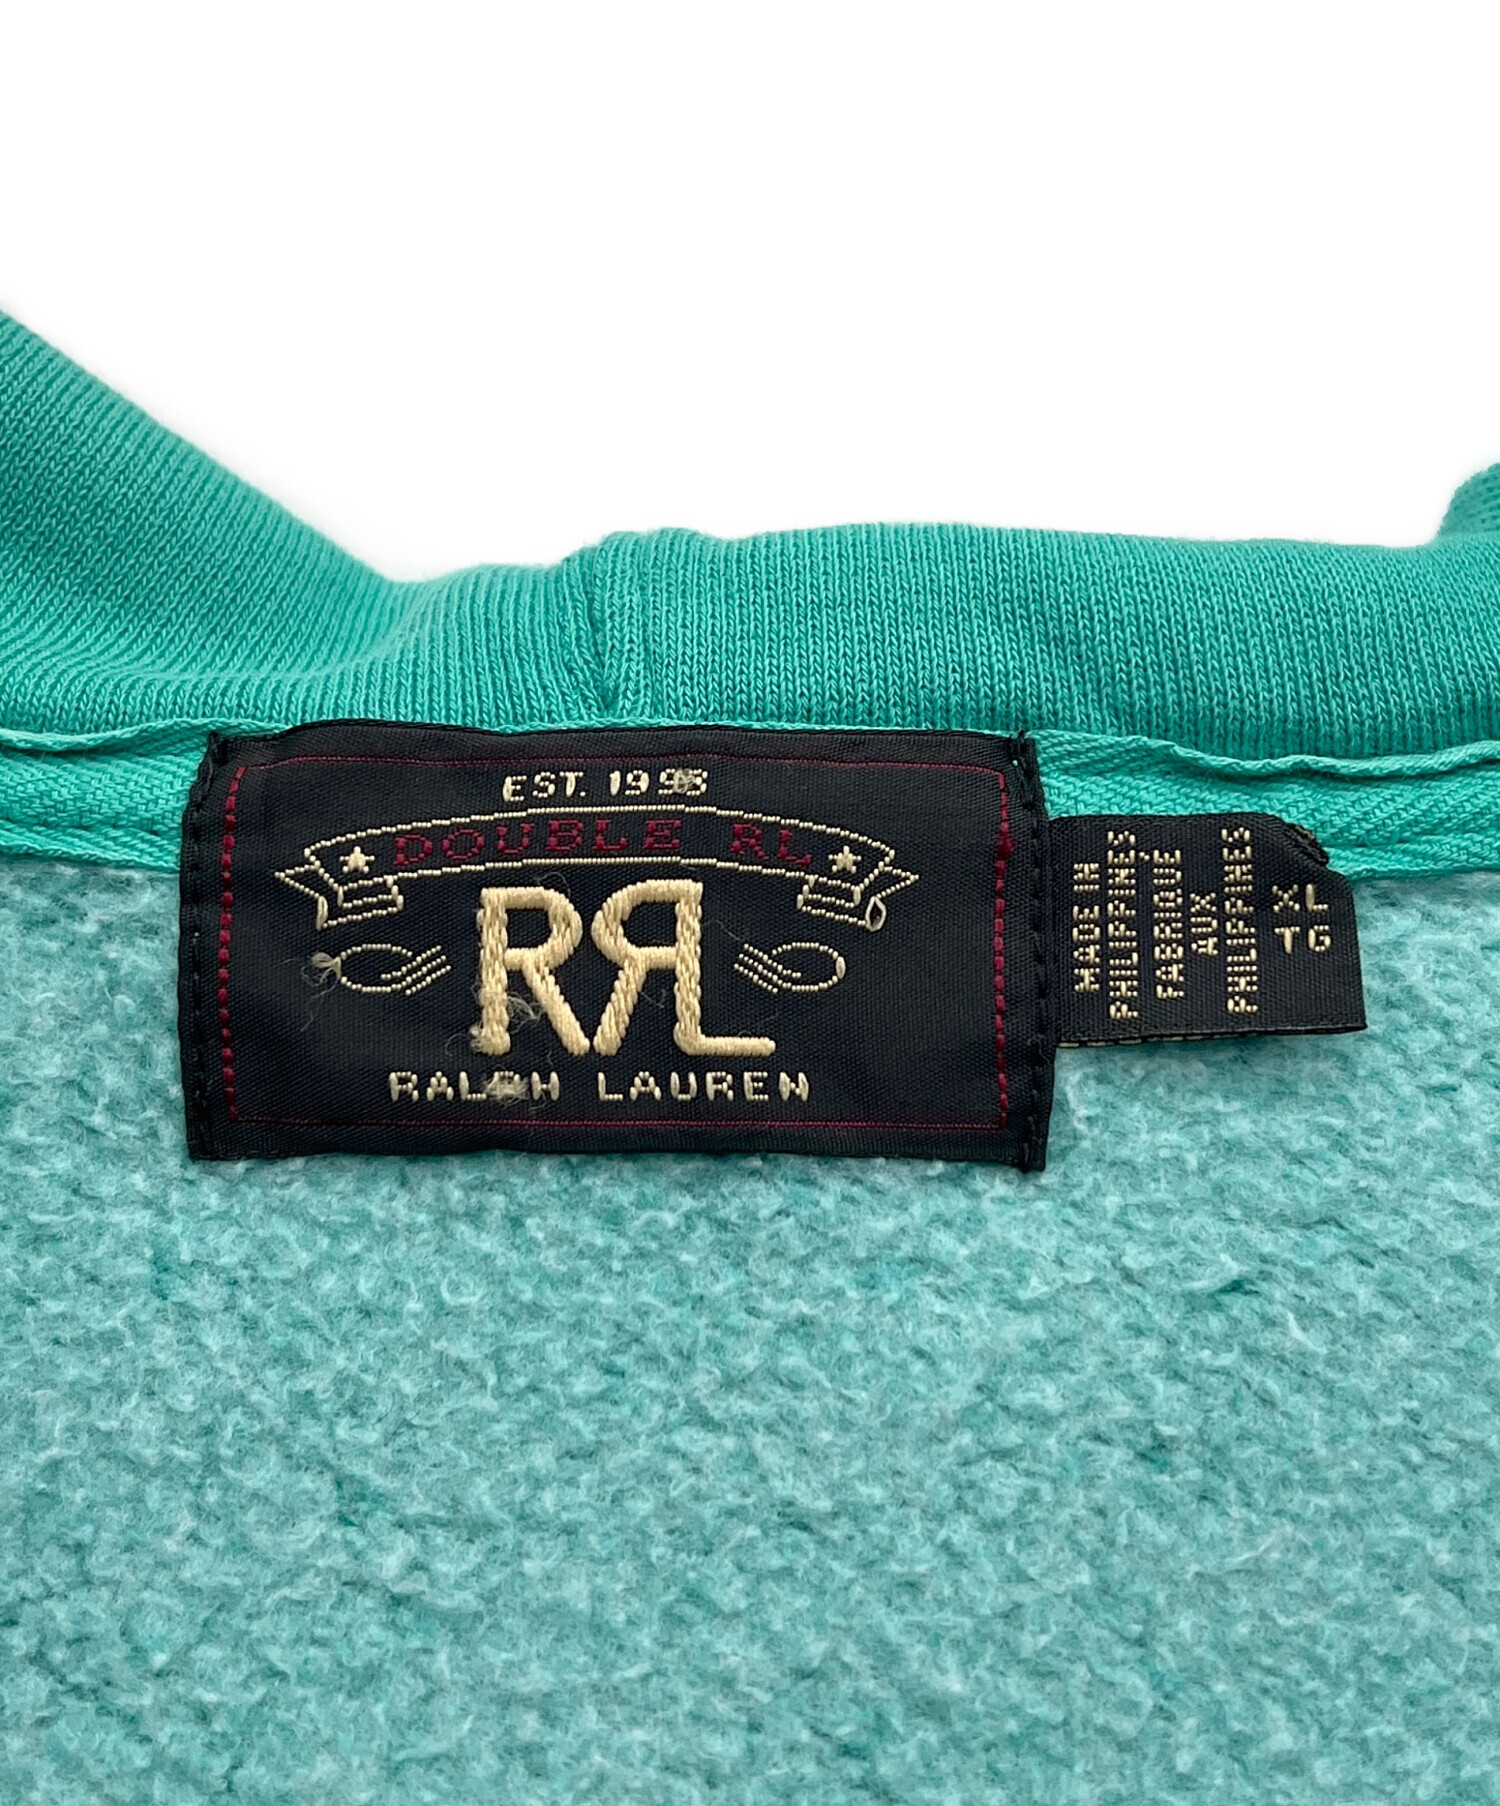 EST. 1993
DOUBLE RL
RRL
RALPH LAUREN
MADE IN
PHILIPPINES
FABRIQUÉ
AUX
PHILIPPINES
XL
TG